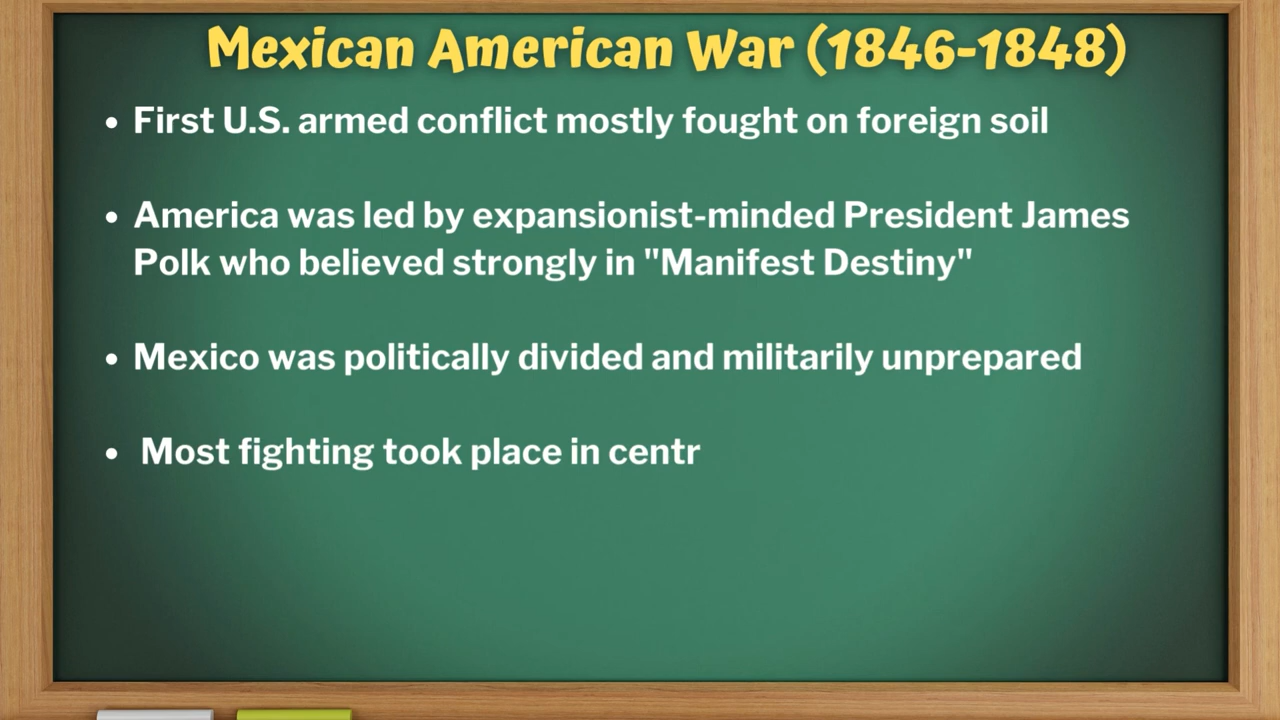 Mexican American War (1846-1848)
• First U.S. armed conflict mostly fought on foreign soil
• America was led by expansionist-minded President James
Polk who believed strongly in "Manifest Destiny"
• Mexico was politically divided and militarily unprepared
• Most fighting took place in centr